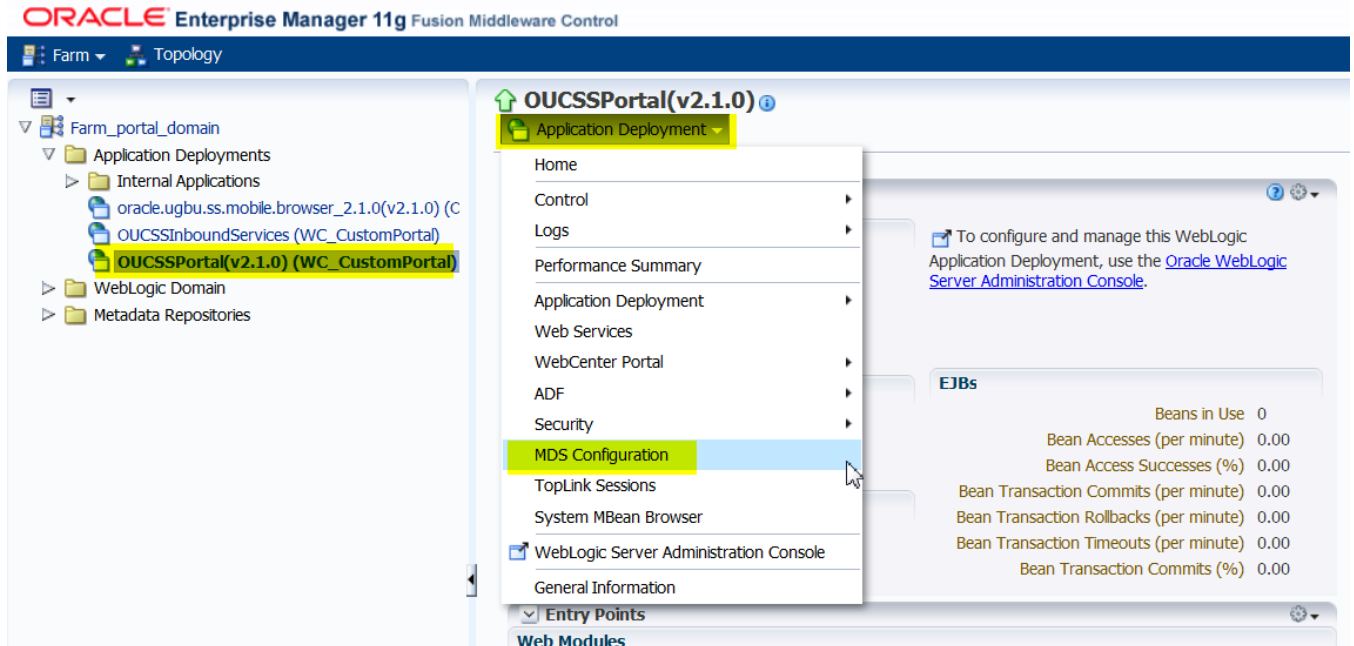 ORACLE Enterprise Manager 11g Fusion Middleware Control
Farm Topology
Farm_portal_domain
Application Deployments
Internal Applications
oracle.ugbu.ss.mobile.browser_2.1.0(v2.1.0) (C
OUCSSInboundServices (WC_CustomPortal)
OUCSSPortal(v2.1.0) (WC_CustomPortal)
WebLogic Domain
Metadata Repositories
OUCSSPortal(v2.1.0)
Application Deployment
Home
Control
Logs
Performance Summary
Application Deployment
Web Services
WebCenter Portal
ADF
Security
MDS Configuration
TopLink Sessions
System MBean Browser
WebLogic Server Administration Console
General Information
To configure and manage this WebLogic
Application Deployment, use the Oracle WebLogic
Server Administration Console.
EJBs
Beans in Use 0
Bean Accesses (per minute) 0.00
Bean Access Successes (%) 0.00
Bean Transaction Commits (per minute) 0.00
Bean Transaction Rollbacks (per minute) 0.00
Bean Transaction Timeouts (per minute) 0.00
Bean Transaction Commits (%) 0.00
Entry Points
Web Modules